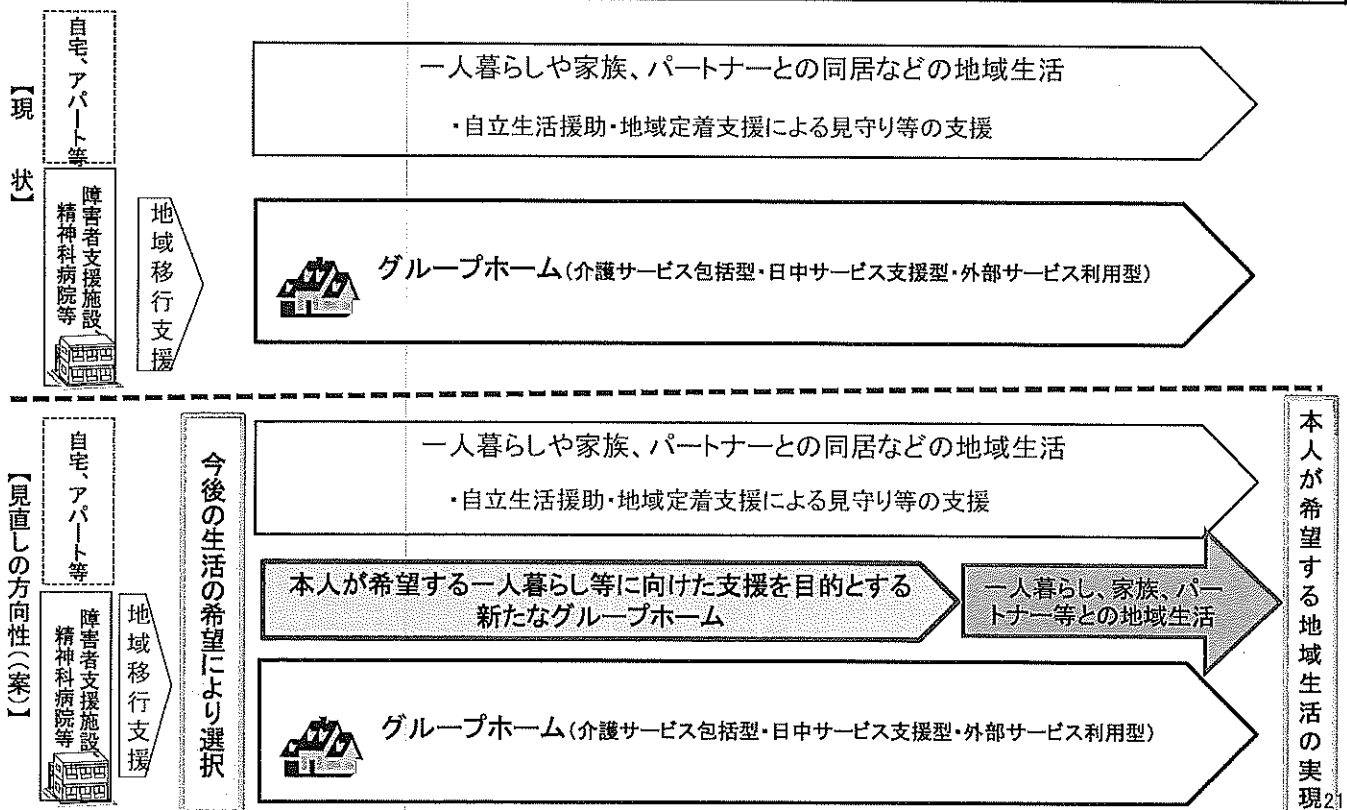 【現状】
自宅、アパート等
障害者支援施設、
精神科病院等
地域移行支援
一人暮らしや家族、パートナーとの同居などの地域生活
・自立生活援助・地域定着支援による見守り等の支援
グループホーム(介護サービス包括型・日中サービス支援型・外部サービス利用型)
【見直しの方向性(案)】
自宅、アパート等
障害者支援施設、
精神科病院等
地域移行支援
今後の生活の希望により選択
一人暮らしや家族、パートナーとの同居などの地域生活
・自立生活援助・地域定着支援による見守り等の支援
本人が希望する一人暮らし等に向けた支援を目的とする
新たなグループホーム
一人暮らし、家族、パー
トナー等との地域生活
グループホーム(介護サービス包括型・日中サービス支援型・外部サービス利用型)
本人が希望する地域生活の実現
21